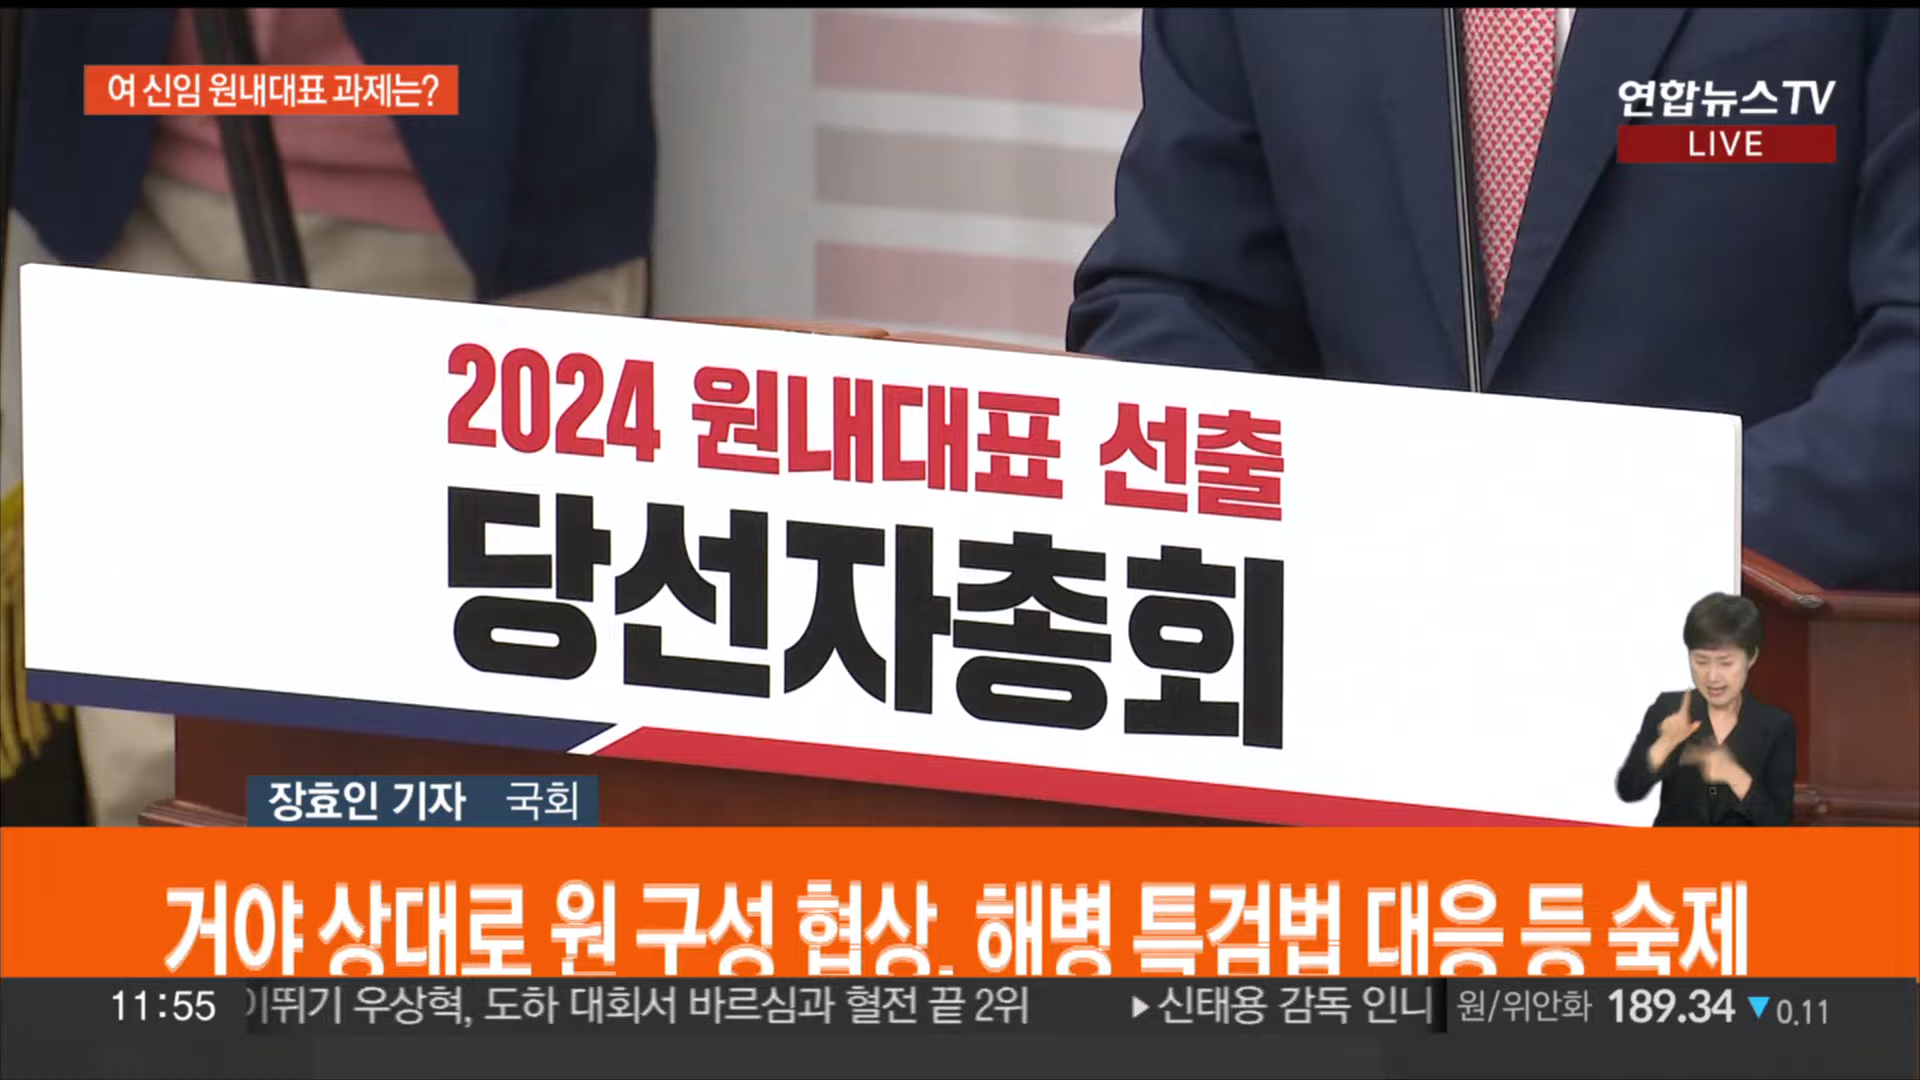 여 신임 원내대표 과제는?
연합뉴스TV
LIVE
2024 원내대표 선출
당선자총회
장효인 기자 국회
거야 상대로 원 구성 협상, 해병 특검법 대응 등 숙제
11:55 우상혁, 도하 대회서 바르심과 혈전 끝 2위 ▶신태용 감독 인니 원/위안화 189.34 ▼0.11